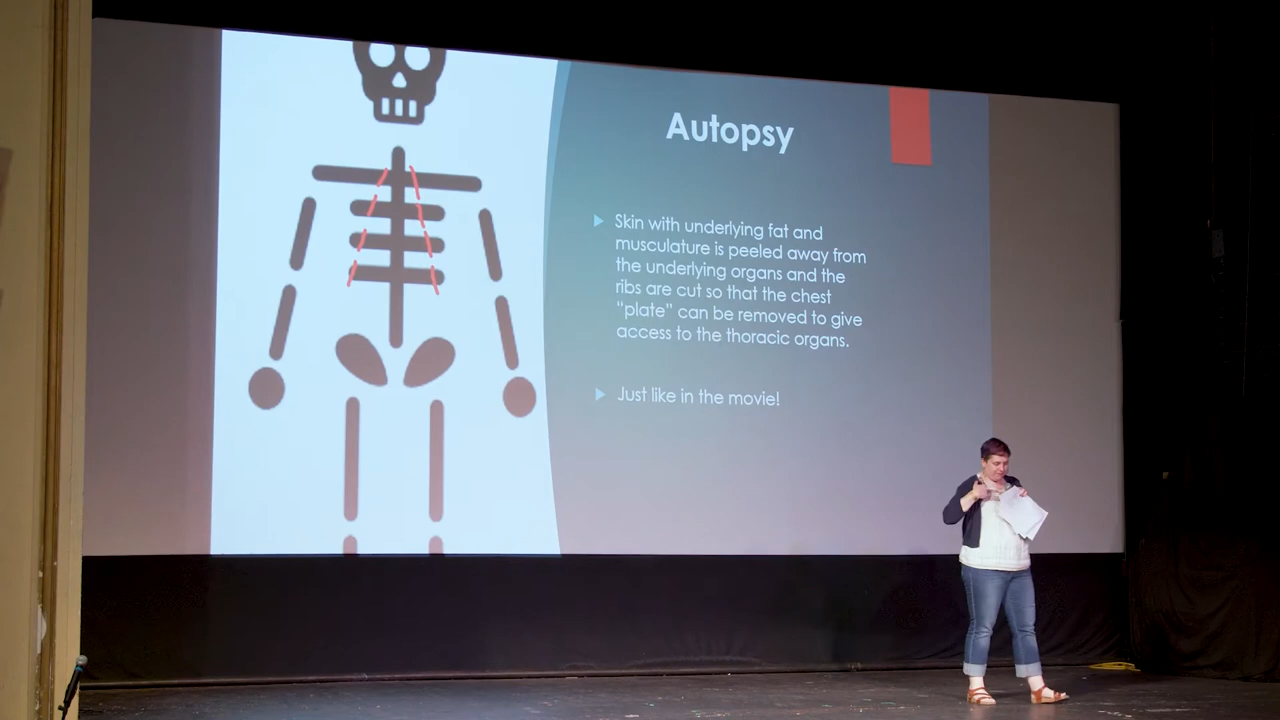 Autopsy
Skin with underlying fat and
musculature is peeled away from
the underlying organs and the
ribs are cut so that the chest
“plate” can be removed to give
access to the thoracic organs.
Just like in the movie!